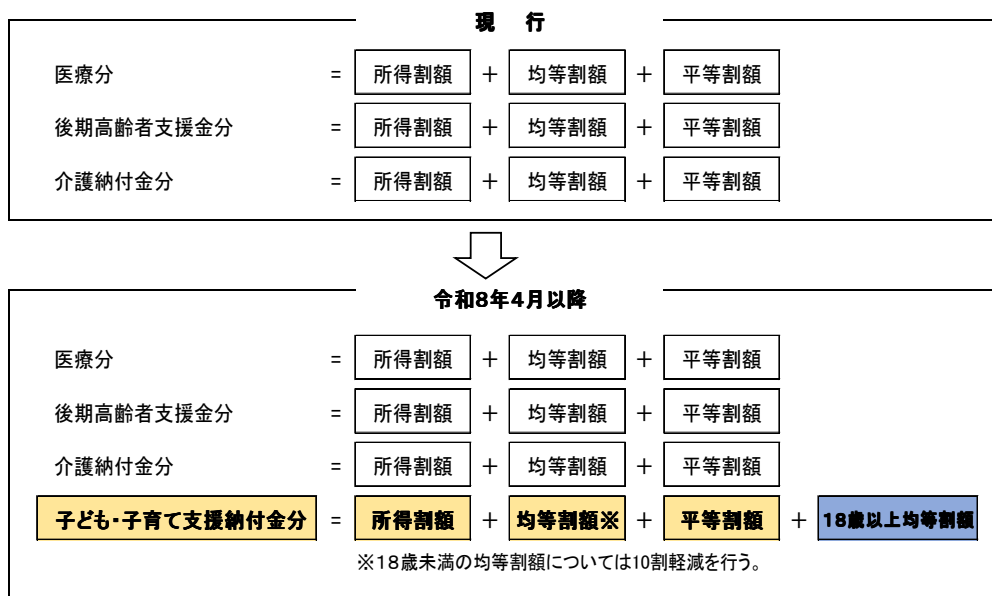 現 行
医療分 = 所得割額 + 均等割額 + 平等割額
後期高齢者支援金分 = 所得割額 + 均等割額 + 平等割額
介護納付金分 = 所得割額 + 均等割額 + 平等割額
令和8年4月以降
医療分 = 所得割額 + 均等割額 + 平等割額
後期高齢者支援金分 = 所得割額 + 均等割額 + 平等割額
介護納付金分 = 所得割額 + 均等割額 + 平等割額
子ども・子育て支援納付金分 = 所得割額 + 均等割額※ + 平等割額 + 18歳以上均等割額
※18歳未満の均等割額については10割軽減を行う。